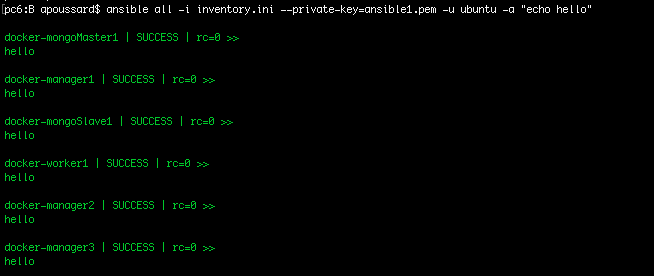 [pc6:B apoussard$ ansible all -i inventory.ini --private-key=ansible1.pem -u ubuntu -a "echo hello"
docker-mongoMaster1 | SUCCESS | rc=0 >>
hello
docker-manager1 | SUCCESS | rc=0 >>
hello
docker-mongoSlave1 | SUCCESS | rc=0 >>
hello
docker-worker1 | SUCCESS | rc=0 >>
hello
docker-manager2 | SUCCESS | rc=0 >>
hello
docker-manager3 | SUCCESS | rc=0 >>
hello